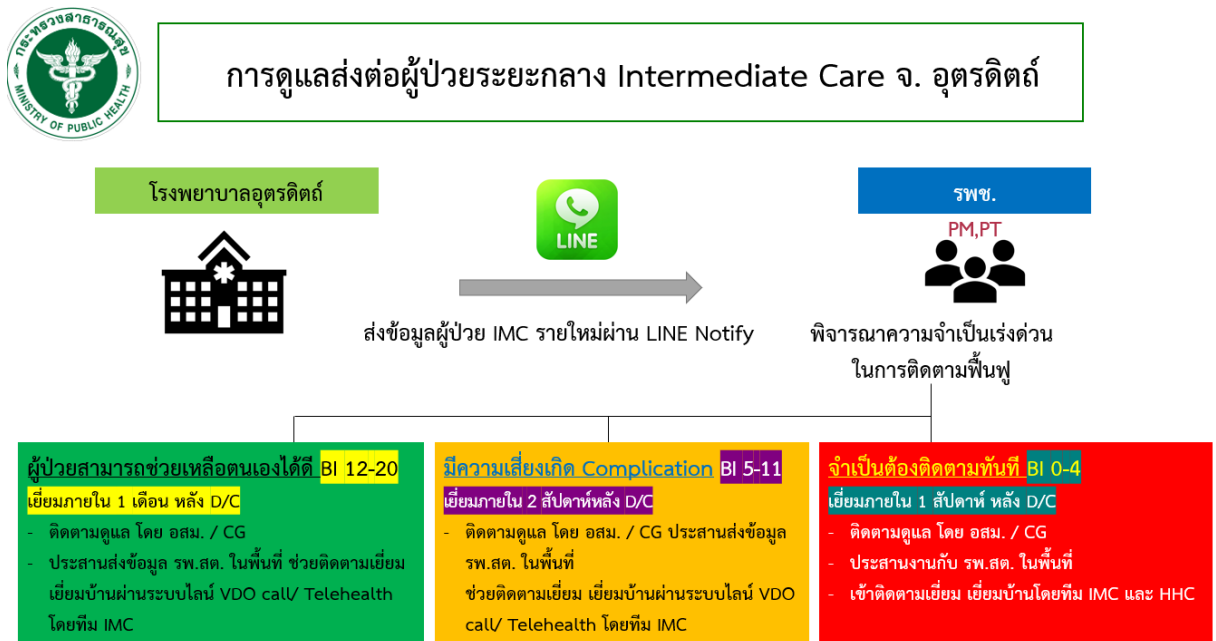 กระทรวงสาธารณสุข
MINISTRY OF PUBLIC HEALTH
การดูแลส่งต่อผู้ป่วยระยะกลาง Intermediate Care จ. อุตรดิตถ์
โรงพยาบาลอุตรดิตถ์
LINE
รพช.
PM,PT
ส่งข้อมูลผู้ป่วย IMC รายใหม่ผ่าน LINE Notify
พิจารณาความจำเป็นเร่งด่วน
ในการติดตามฟื้นฟู
ผู้ป่วยสามารถช่วยเหลือตนเองได้ดี BI 12-20
เยี่ยมภายใน 1 เดือน หลัง D/C
- ติดตามดูแล โดย อสม. / CG
- ประสานส่งข้อมูล รพ.สต. ในพื้นที่ ช่วยติดตามเยี่ยม
เยี่ยมบ้านผ่านระบบไลน์ VDO call/ Telehealth
โดยทีม IMC
มีความเสี่ยงเกิด Complication BI 5-11
เยี่ยมภายใน 2 สัปดาห์หลัง D/C
- ติดตามดูแล โดย อสม. / CG ประสานส่งข้อมูล
รพ.สต. ในพื้นที่
ช่วยติดตามเยี่ยม เยี่ยมบ้านผ่านระบบไลน์ VDO
call/ Telehealth โดยทีม IMC
จำเป็นต้องติดตามทันที BI 0-4
เยี่ยมภายใน 1 สัปดาห์ หลัง D/C
- ติดตามดูแล โดย อสม. / CG
- ประสานงานกับ รพ.สต. ในพื้นที่
- เข้าติดตามเยี่ยม เยี่ยมบ้านโดยทีม IMC และ HHC